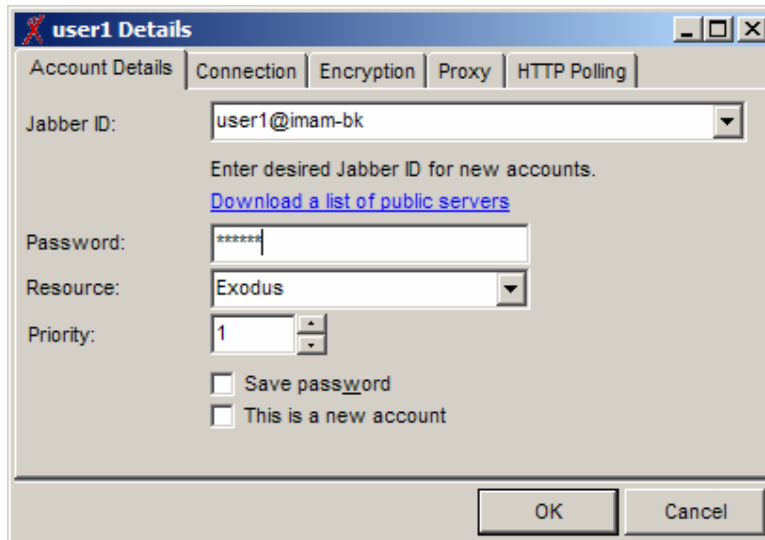 user1 Details
Account Details Connection Encryption Proxy HTTP Polling
Jabber ID: user1@imam-bk
Enter desired Jabber ID for new accounts.
Download a list of public servers
Password: ******
Resource: Exodus
Priority: 1
Save password
This is a new account
OK Cancel